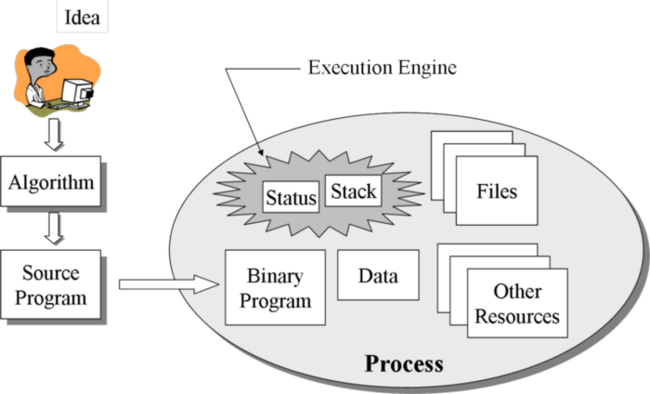 Idea
Execution Engine
Algorithm
Status
Stack
Files
Source
Program
Binary
Program
Data
Other
Resources
Process